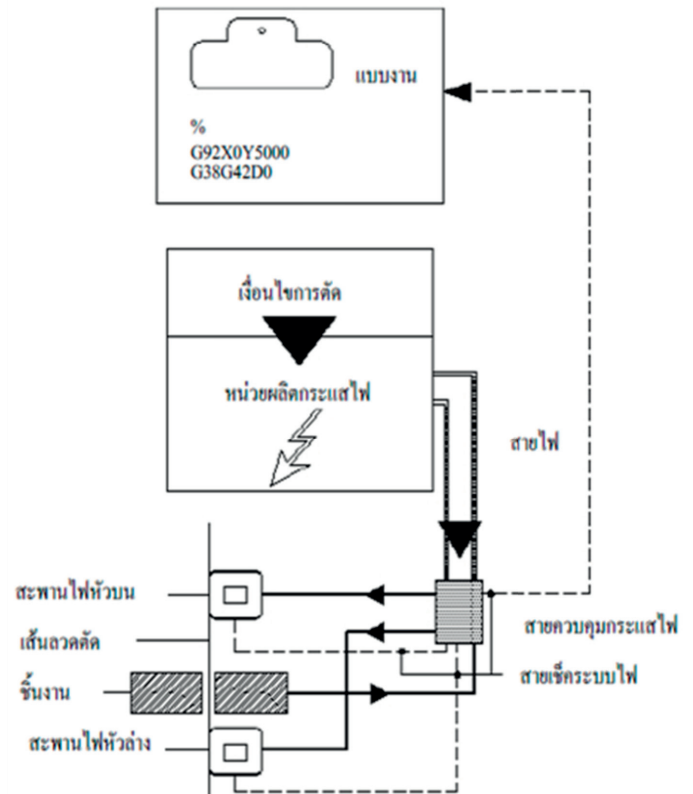 แบบงาน
%
G92X0Y5000
G38G42D0
เงื่อนไขการตัด
หน่วยผลิตกระแสไฟ
สายไฟ
สะพานไฟหัวบน
เส้นลวดตัด
ชิ้นงาน
สะพานไฟหัวล่าง
สายควบคุมกระแสไฟ
สายเช็คระบบไฟ